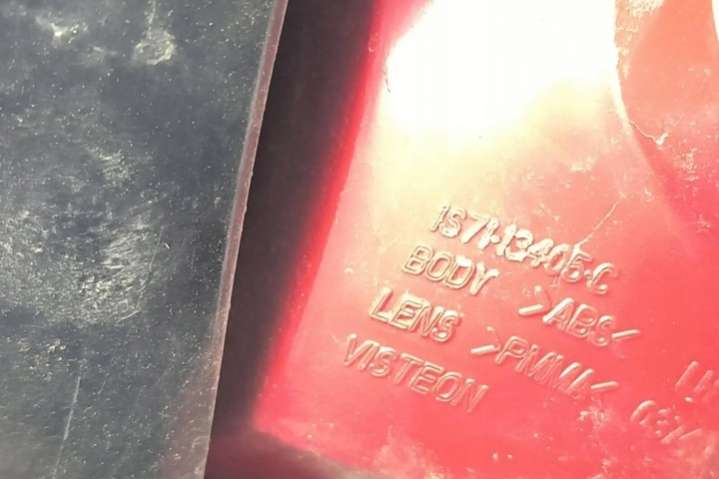 1S71-13405-C
BODY >ABS<
LENS >PMMA<
VISTEON